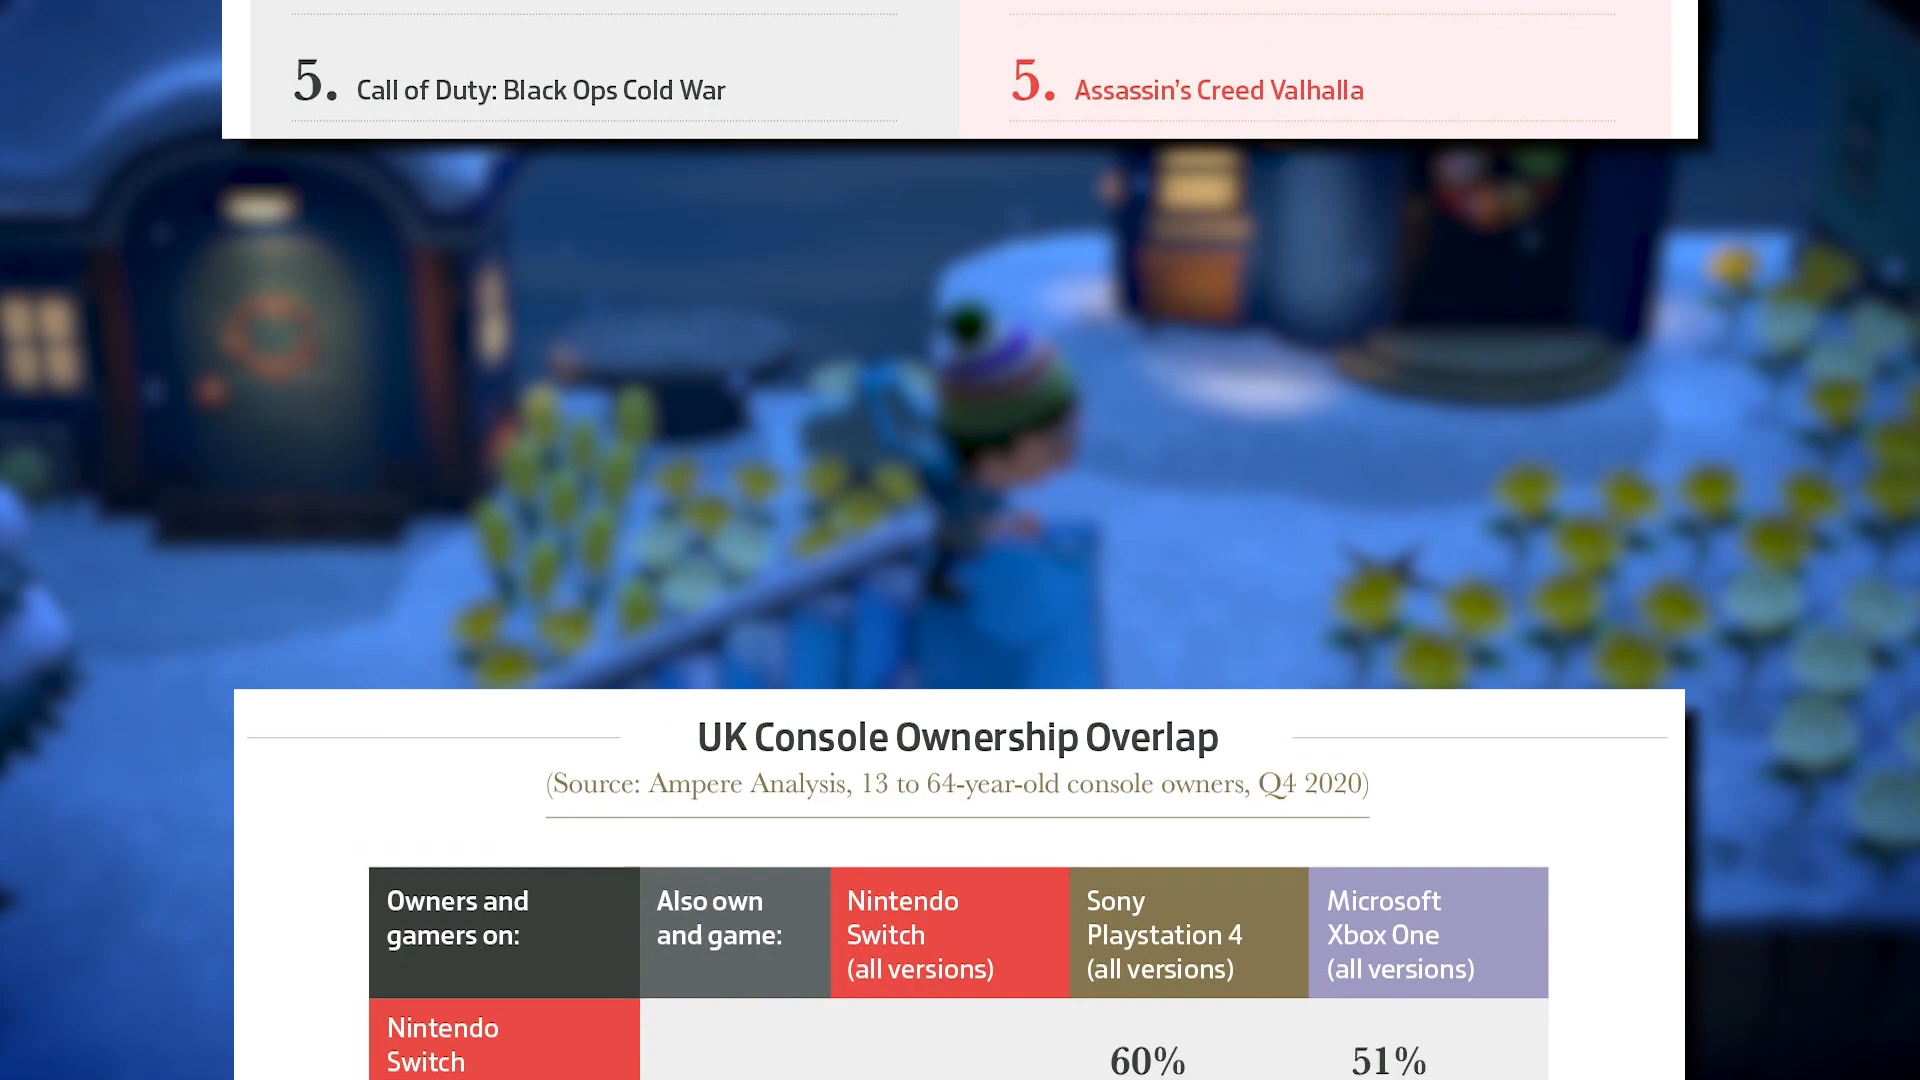 5. Call of Duty: Black Ops Cold War
5. Assassin's Creed Valhalla
UK Console Ownership Overlap
(Source: Ampere Analysis, 13 to 64-year-old console owners, Q4 2020)
Owners and
gamers on:
Also own
and game:
Nintendo
Switch
(all versions)
Sony
Playstation 4
(all versions)
Microsoft
Xbox One
(all versions)
Nintendo
Switch
60%
51%